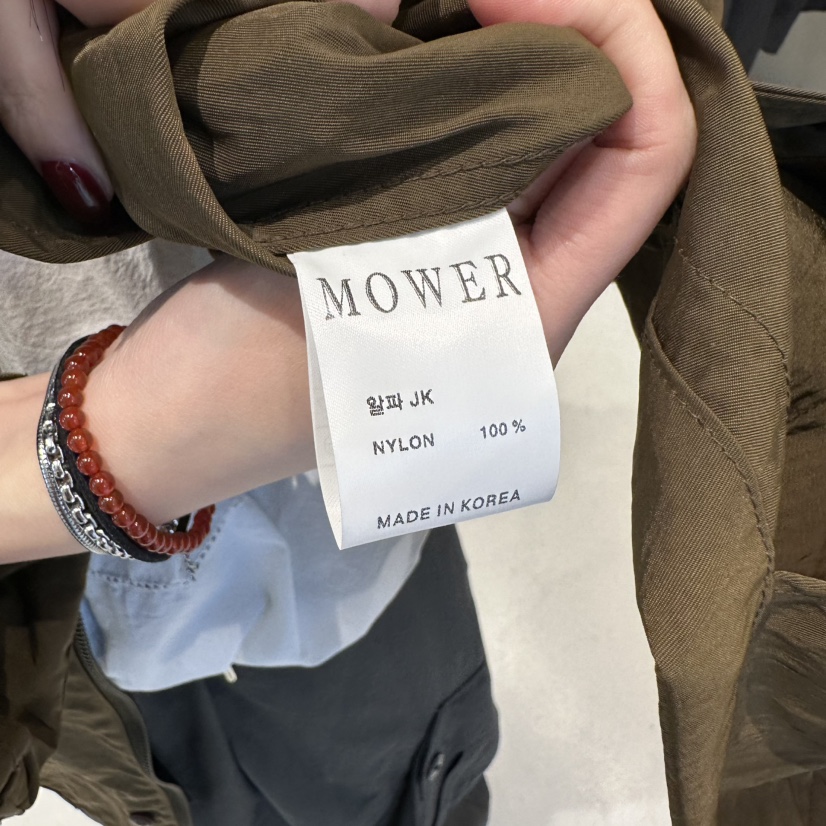 MOWER
알파 JK
NYLON 100 %
MADE IN KOREA